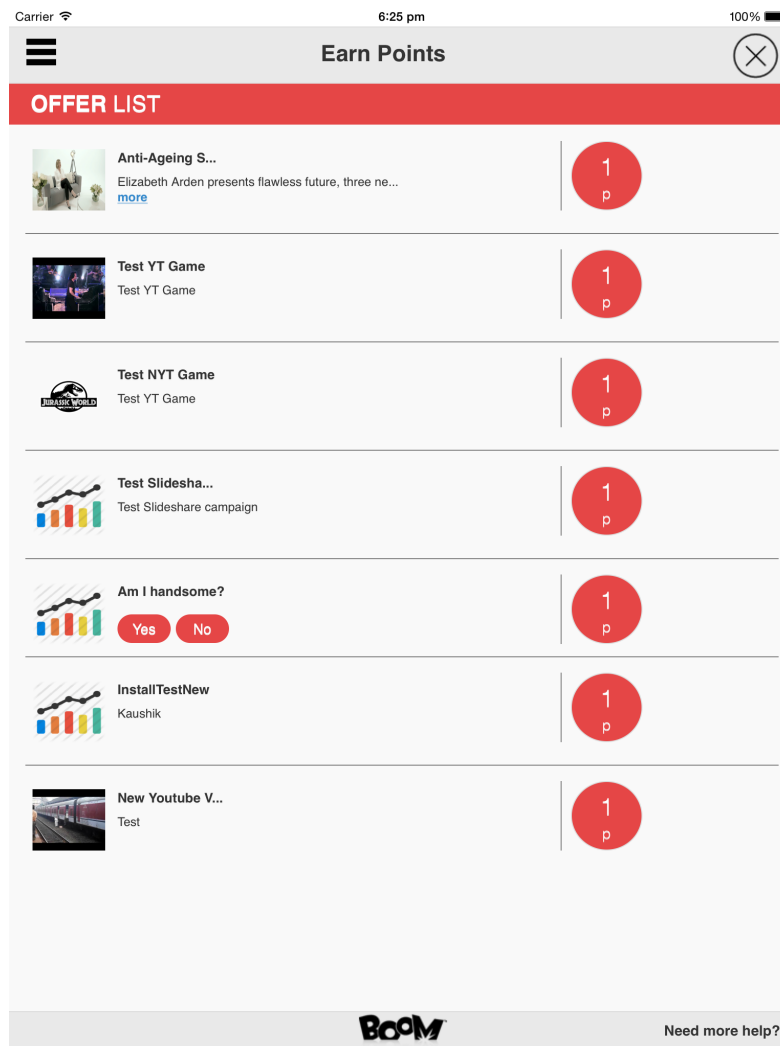 Carrier 6:25 pm 100%
Earn Points
OFFER LIST
Anti-Ageing S...
Elizabeth Arden presents flawless future, three ne...
more
1
p
Test YT Game
Test YT Game
1
p
JURASSIC WORLD
Test NYT Game
Test YT Game
1
p
Test Slidesha...
Test Slideshare campaign
1
p
Am I handsome?
Yes No
1
p
InstallTestNew
Kaushik
1
p
New Youtube V...
Test
1
p
BOOM
Need more help?